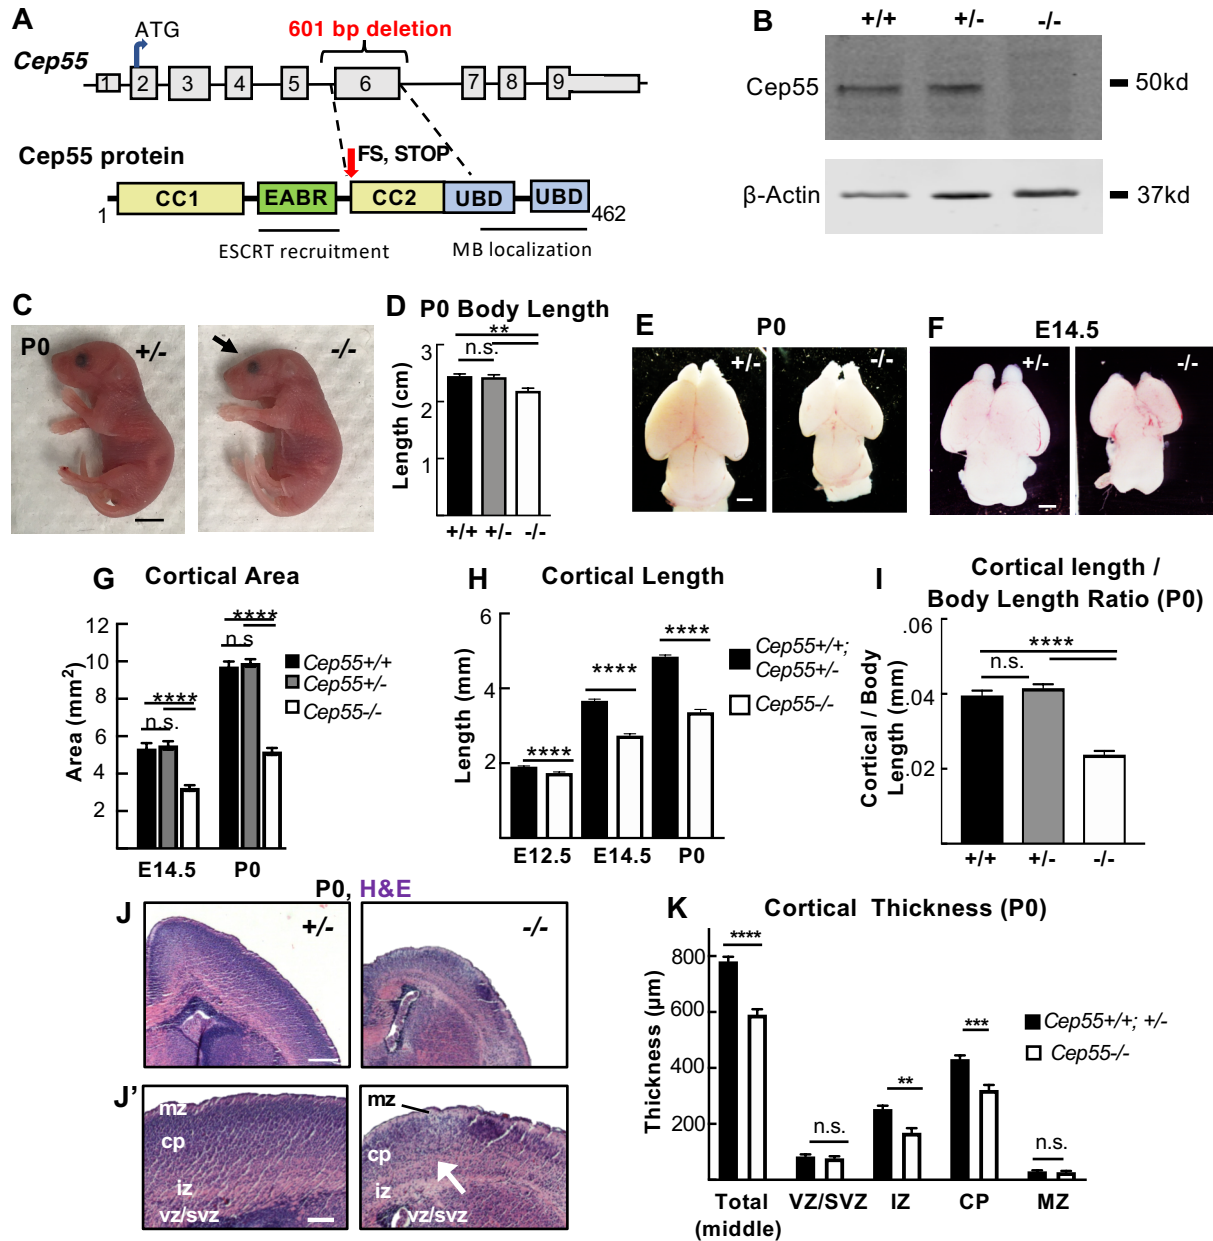 A
ATG
601 bp deletion
Cep55
1 2 3 4 5 6 7 8 9
FS, STOP
Cep55 protein
CC1 EABR CC2 UBD UBD
1 462
ESCRT recruitment MB localization
B
+/+ +/- -/-
Cep55 50kd
β-Actin 37kd
C
P0 +/- -/-
D P0 Body Length
**
n.s.
Length (cm)
3
2
1
+/+ +/- -/-
E P0
+/- -/-
F E14.5
+/- -/-
G Cortical Area
Area (mm²)
12
10
8
6
4
2
****
n.s.
****
n.s
E14.5 P0
Cep55+/+
Cep55+/-
Cep55-/-
H Cortical Length
Length (mm)
6
4
2
****
****
****
E12.5 E14.5 P0
Cep55+/+;
Cep55+/-
Cep55-/-
I Cortical length /
Body Length Ratio (P0)
Cortical / Body
Length (mm)
.06
.04
.02
****
n.s.
+/+ +/- -/-
P0, H&E
J
+/- -/-
J’
mz
cp
iz
vz/svz
mz
cp
iz
vz/svz
K Cortical Thickness (P0)
Thickness (µm)
800
600
400
200
****
n.s.
**
***
n.s.
Total
(middle)
VZ/SVZ IZ CP MZ
Cep55+/+; +/-
Cep55-/-